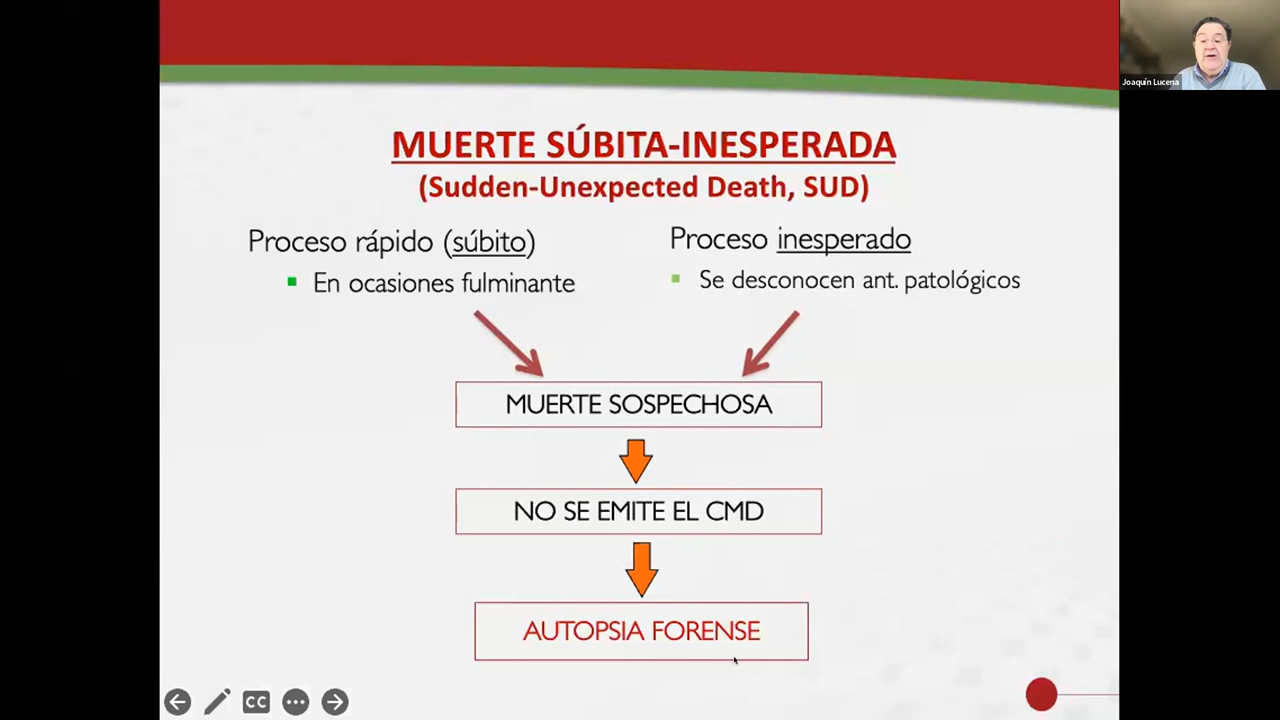 MUERTE SÚBITA-INESPERADA
(Sudden-Unexpected Death, SUD)
Proceso rápido (súbito)
En ocasiones fulminante
Proceso inesperado
Se desconocen ant. patológicos
MUERTE SOSPECHOSA
NO SE EMITE EL CMD
AUTOPSIA FORENSE
CC
Joaquín Lucena